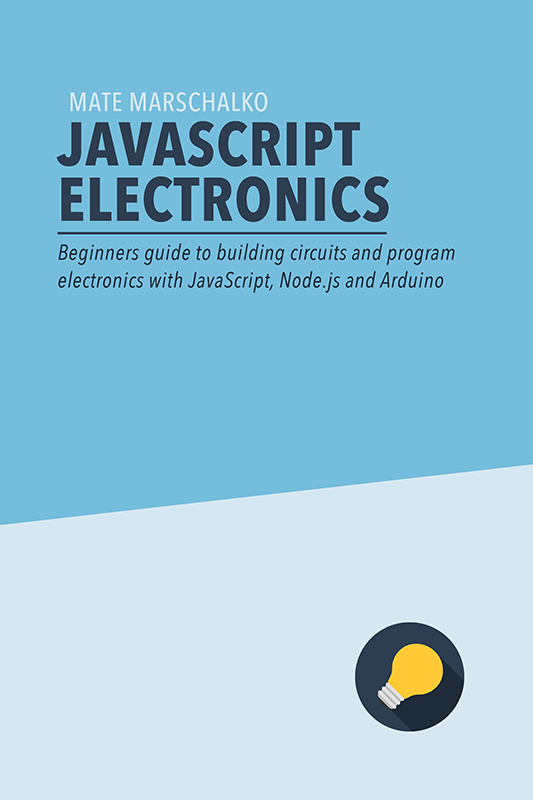 MATE MARSCHALKO
JAVASCRIPT
ELECTRONICS
Beginners guide to building circuits and program
electronics with JavaScript, Node.js and Arduino